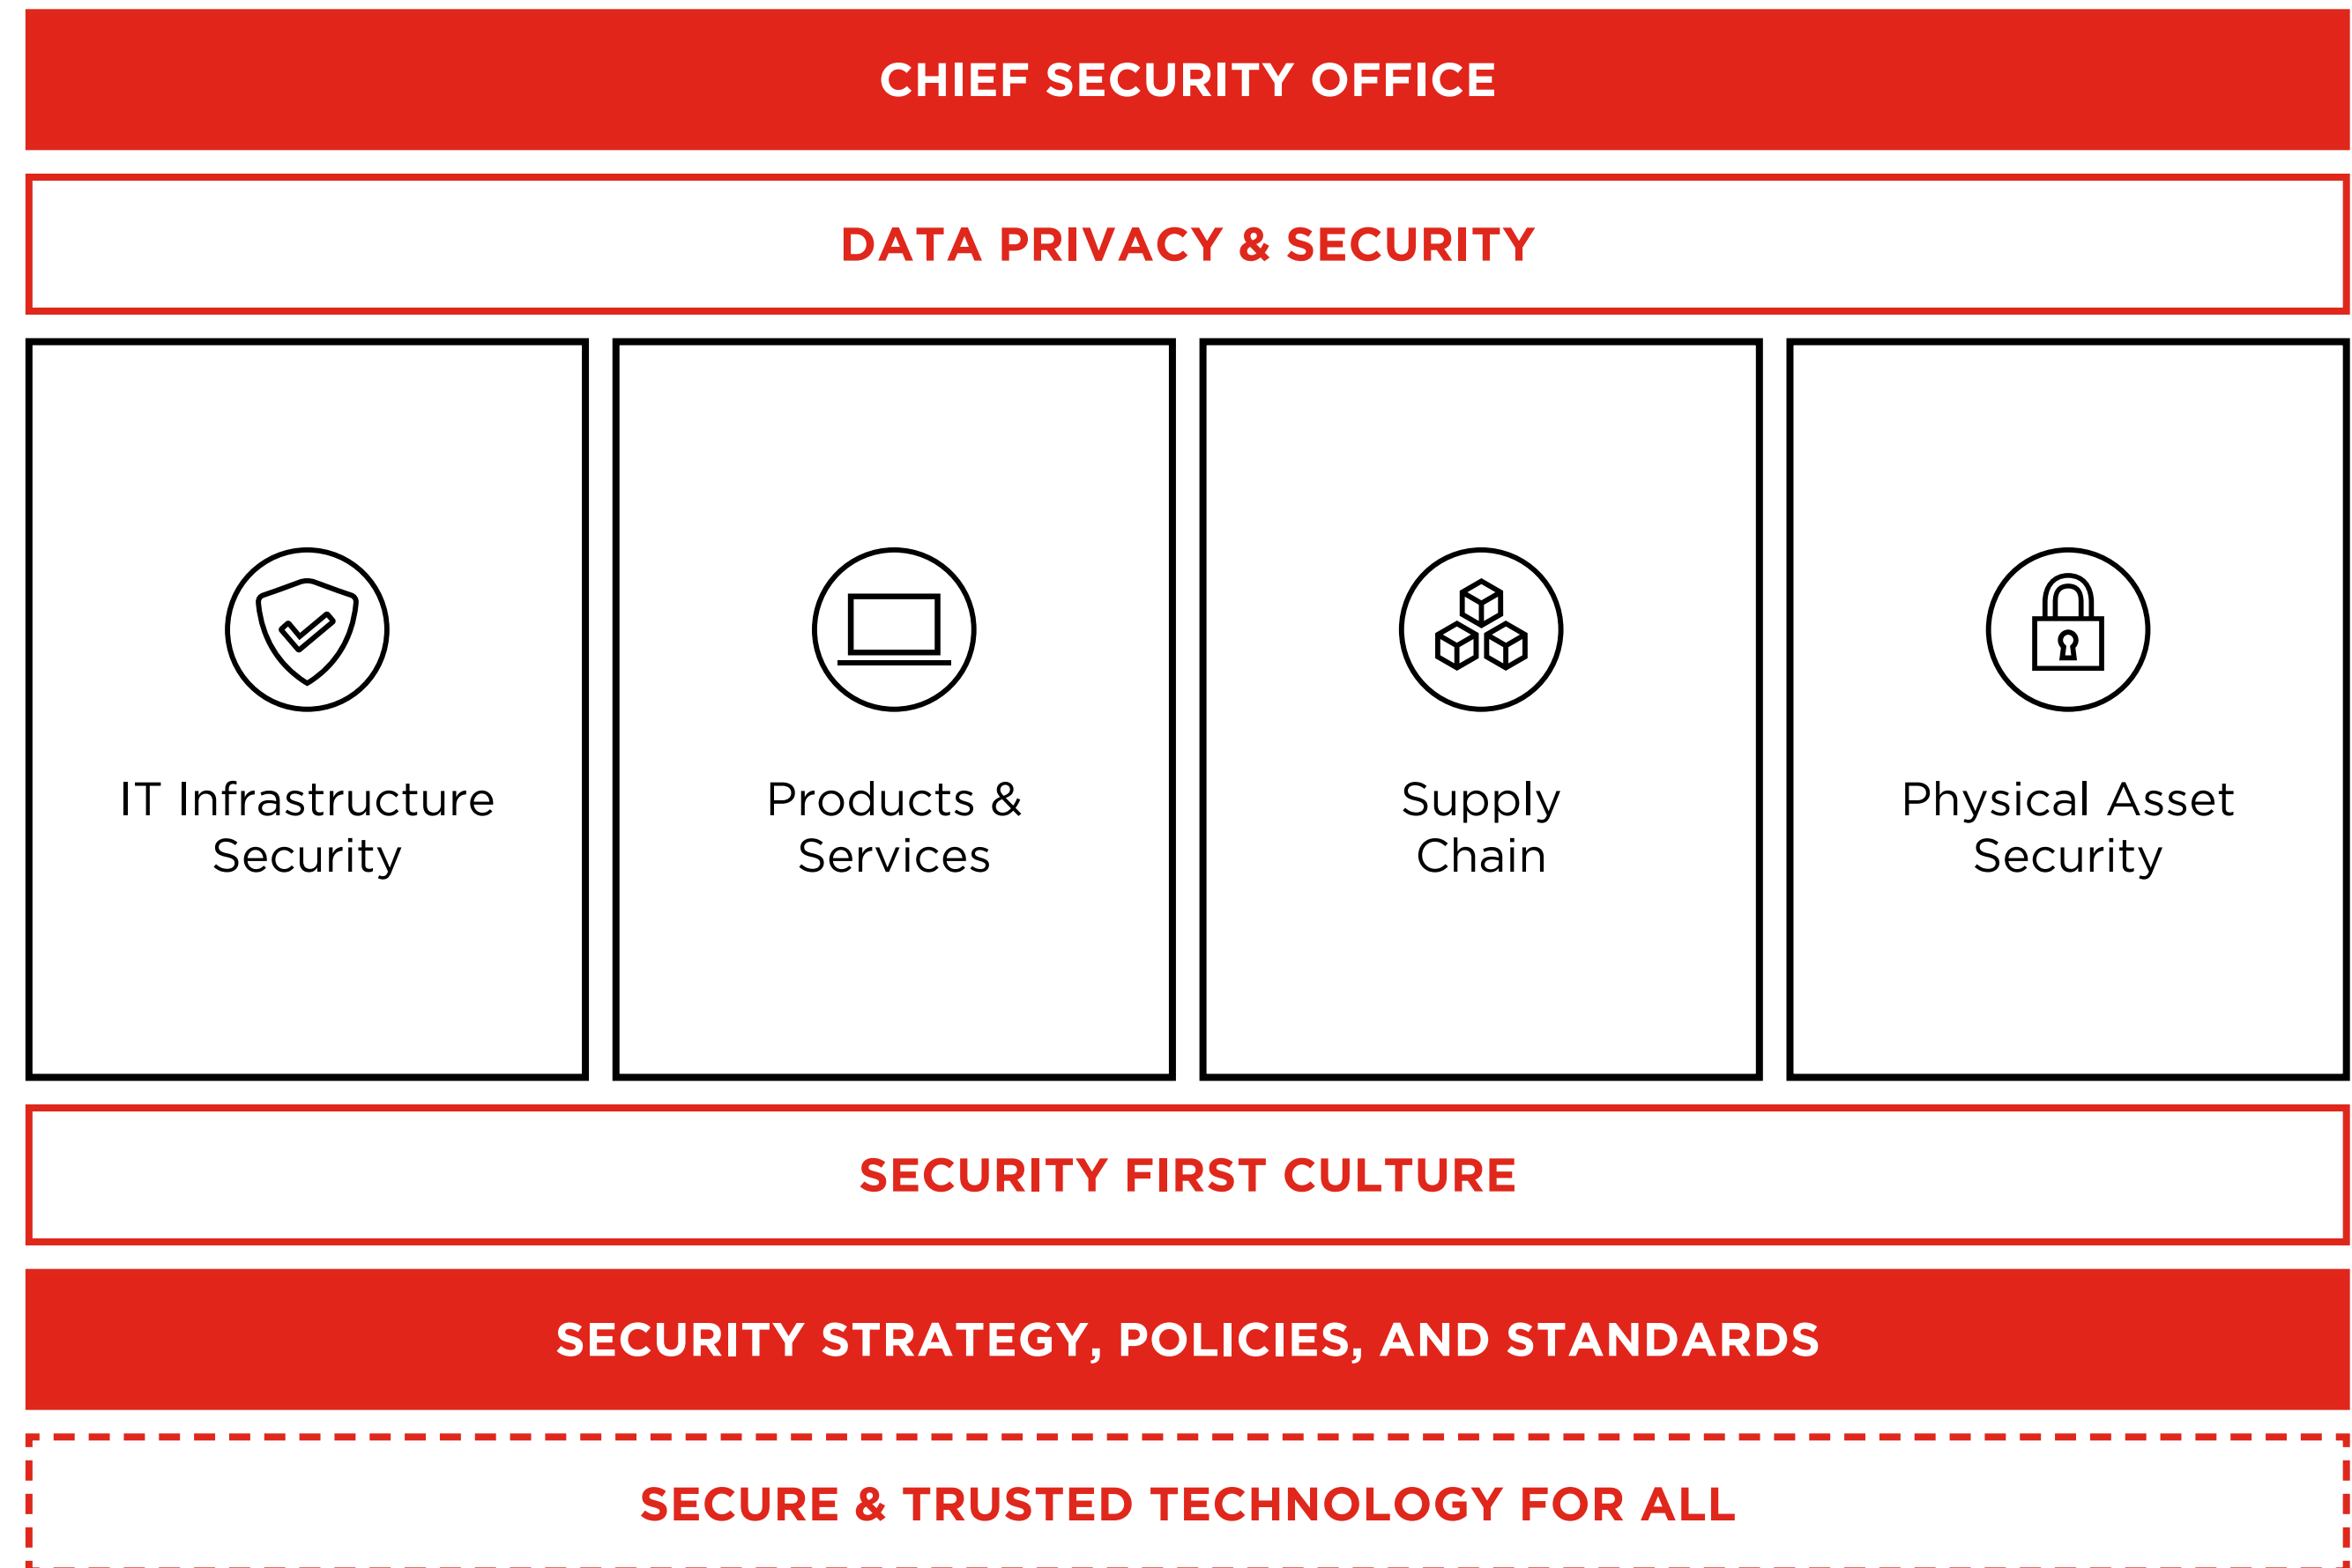 CHIEF SECURITY OFFICE
DATA PRIVACY & SECURITY
IT Infrastructure
Security
Products &
Services
Supply
Chain
Physical Asset
Security
SECURITY FIRST CULTURE
SECURITY STRATEGY, POLICIES, AND STANDARDS
SECURE & TRUSTED TECHNOLOGY FOR ALL